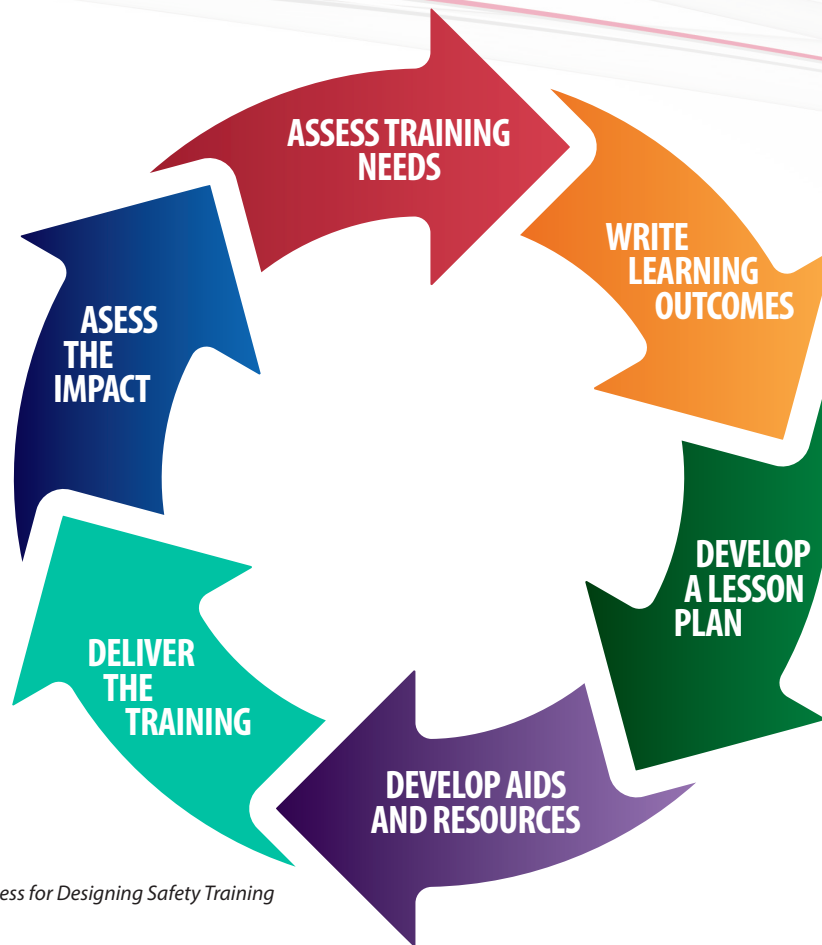 ASSESS TRAINING
NEEDS
WRITE
LEARNING
OUTCOMES
DEVELOP
A LESSON
PLAN
DEVELOP AIDS
AND RESOURCES
DELIVER
THE
TRAINING
ASESS
THE
IMPACT
ess for Designing Safety Training